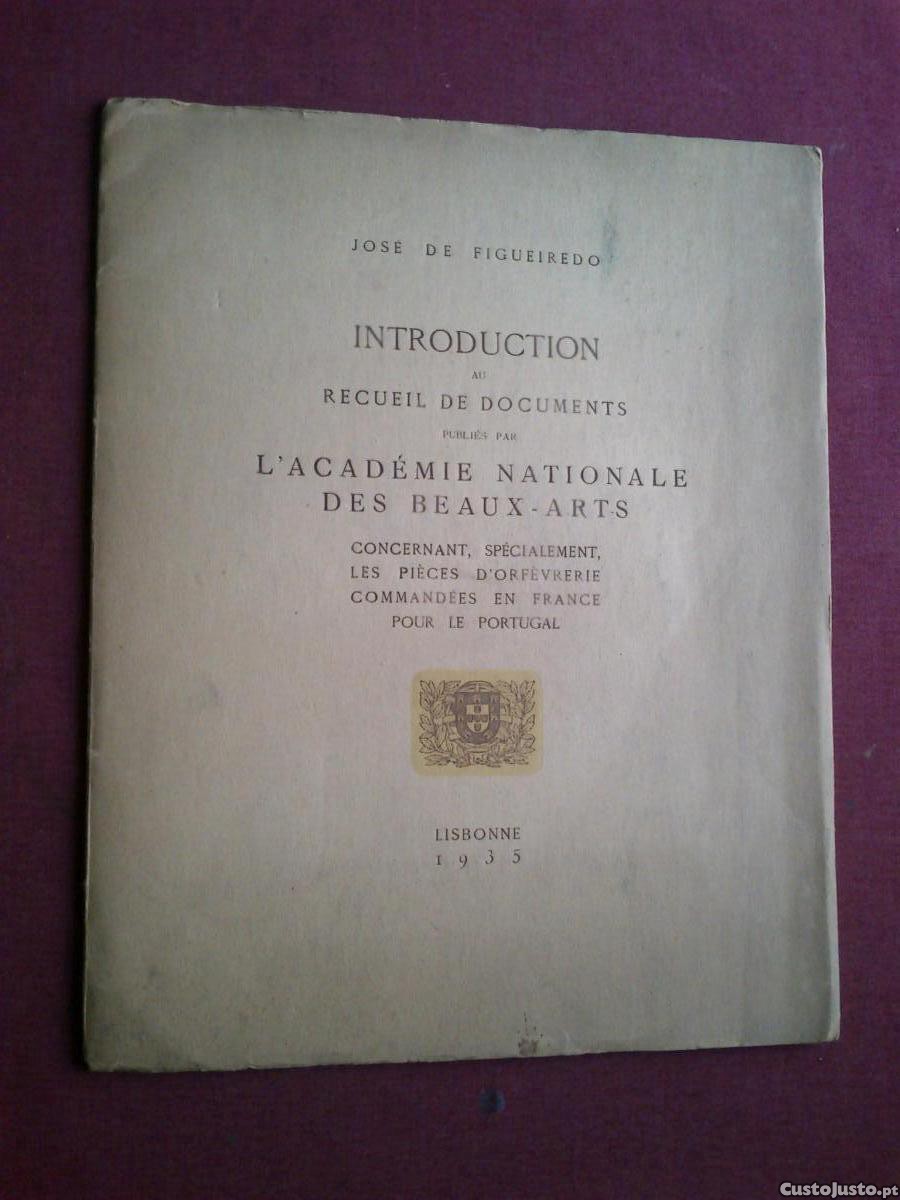 JOSÉ DE FIGUEIREDO
INTRODUCTION
AU
RECUEIL DE DOCUMENTS
PUBLIÉS PAR
L'ACADÉMIE NATIONALE
DES BEAUX-ARTS
CONCERNANT, SPÉCIALEMENT,
LES PIÈCES D'ORFÈVRERIE
COMMANDÉES EN FRANCE
POUR LE PORTUGAL
LISBONNE
1935
CustoJusto.pt